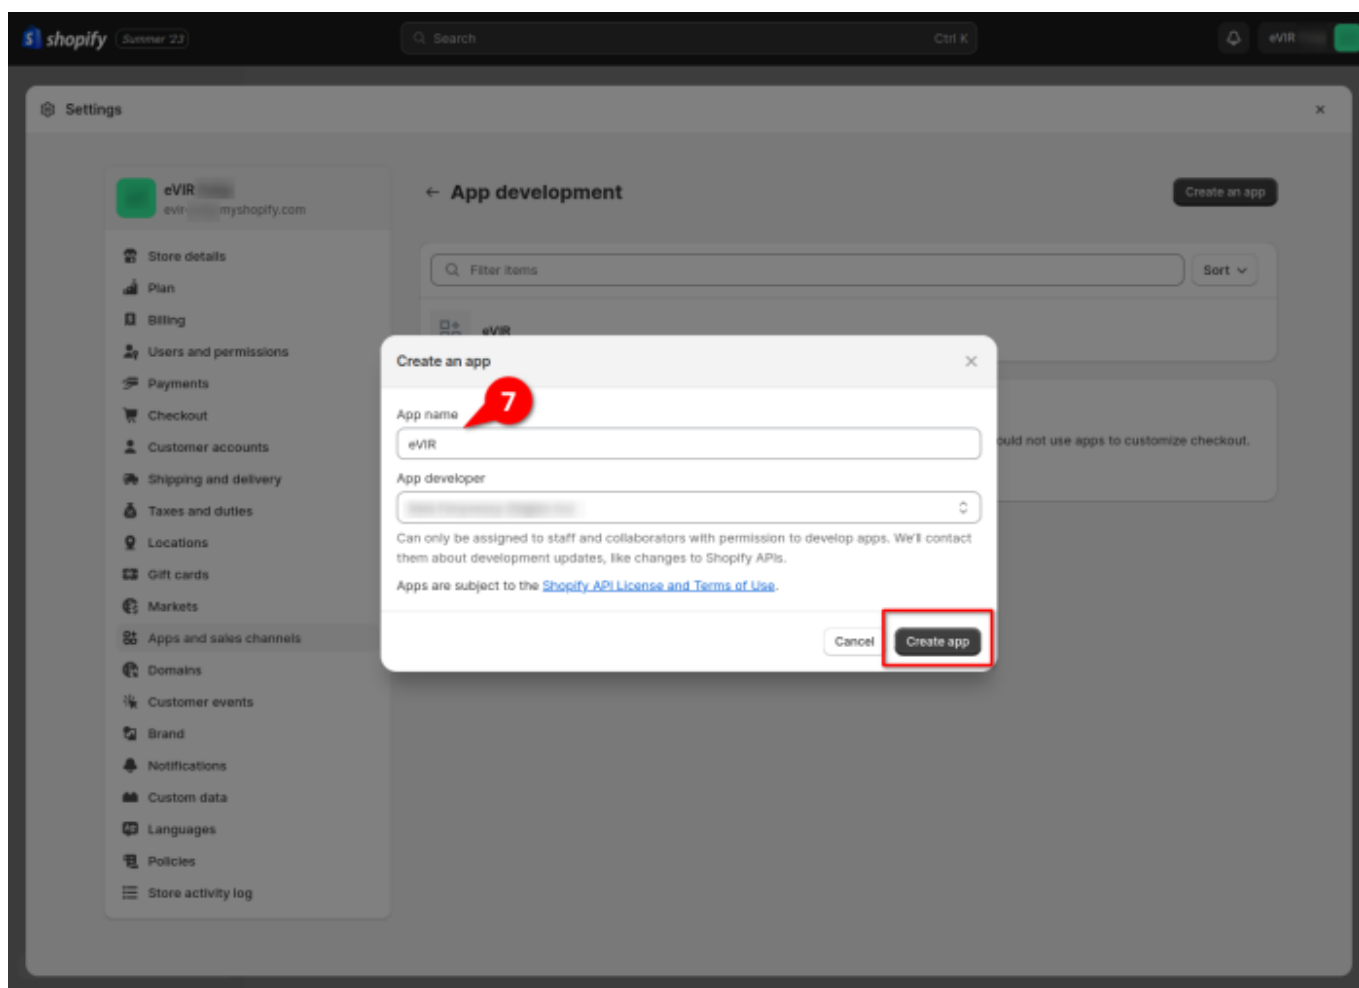 shopify Summer '23
Search Ctrl K
eVIR
Settings
eVIR
evir- myshopify.com
Store details
Plan
Billing
Users and permissions
Payments
Checkout
Customer accounts
Shipping and delivery
Taxes and duties
Locations
Gift cards
Markets
Apps and sales channels
Domains
Customer events
Brand
Notifications
Custom data
Languages
Policies
Store activity log
← App development
Create an app
Filter items
Sort
eVIR
ould not use apps to customize checkout.
Create an app
7
App name
eVIR
App developer
Can only be assigned to staff and collaborators with permission to develop apps. We'll contact
them about development updates, like changes to Shopify APIs.
Apps are subject to the Shopify API License and Terms of Use.
Cancel
Create app